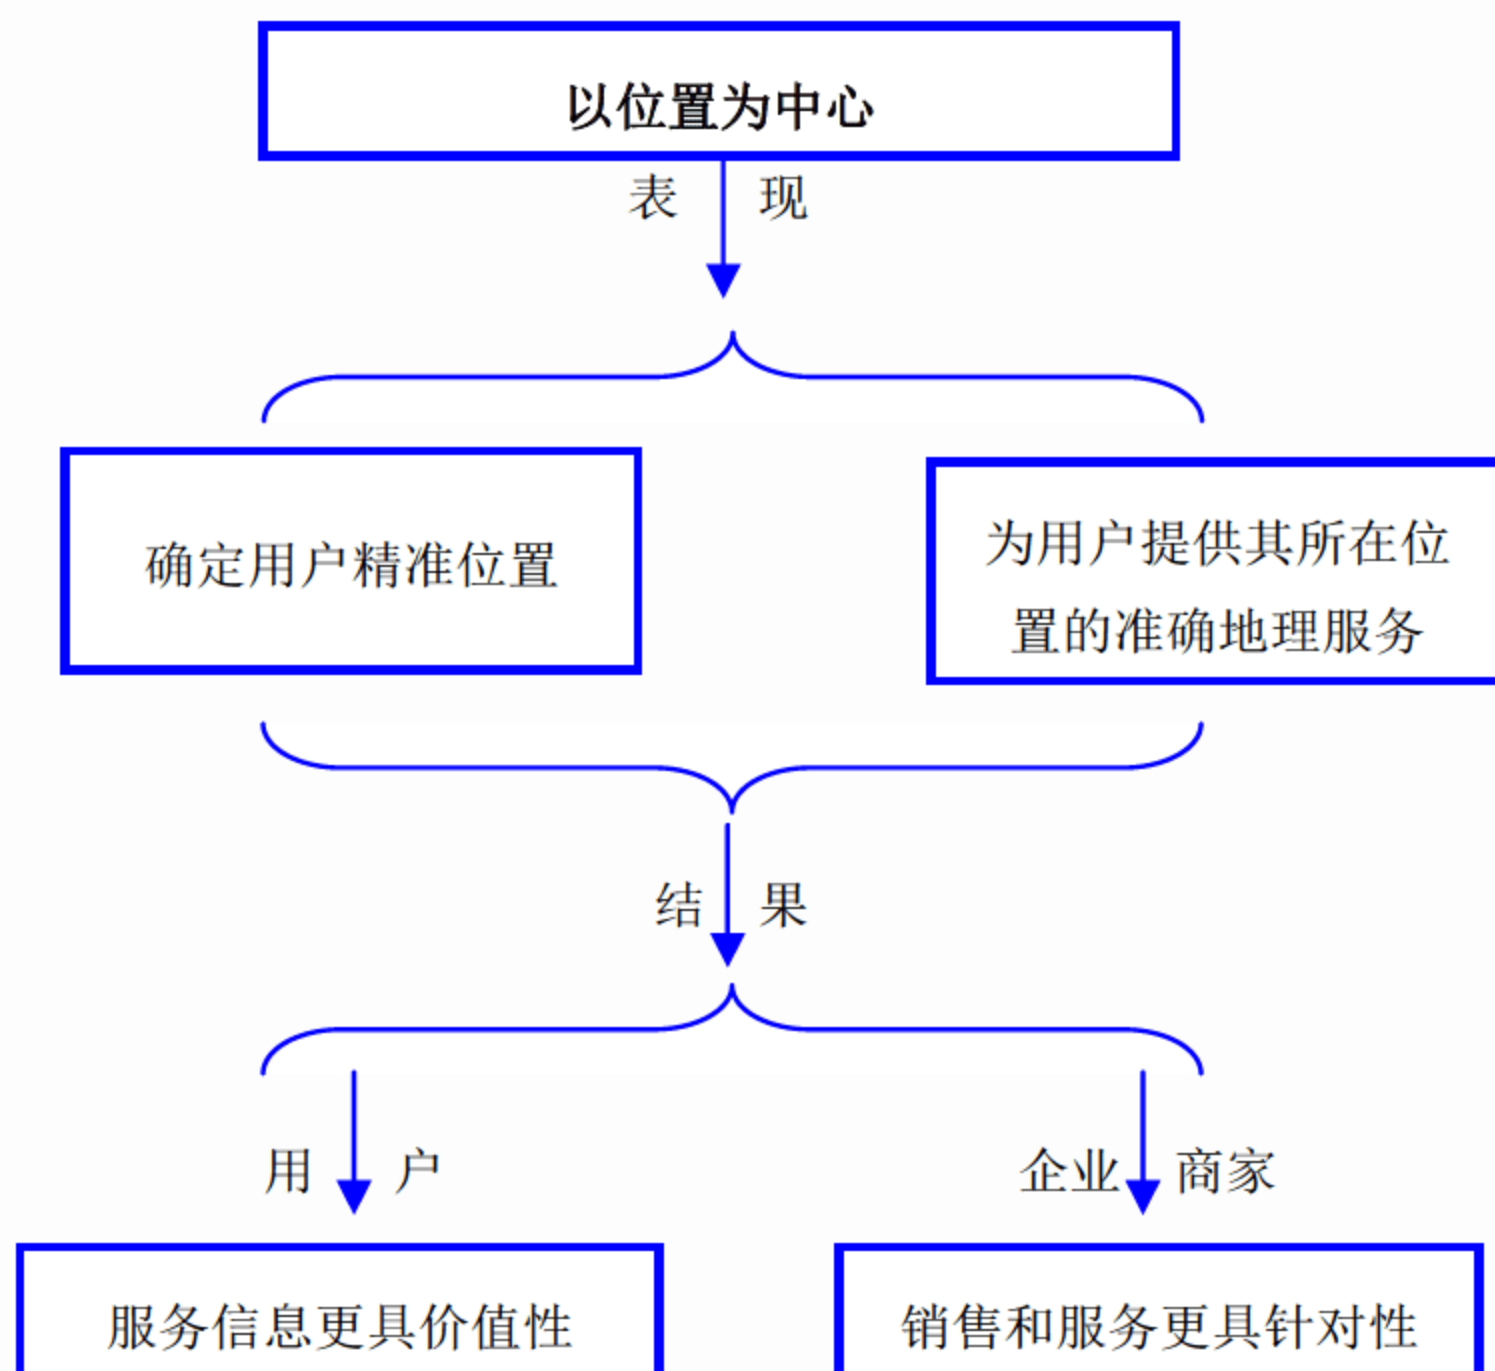 以位置为中心
表 现
确定用户精准位置
为用户提供其所在位
置的准确地理服务
结 果
用 户
企业 商家
服务信息更具价值性
销售和服务更具针对性